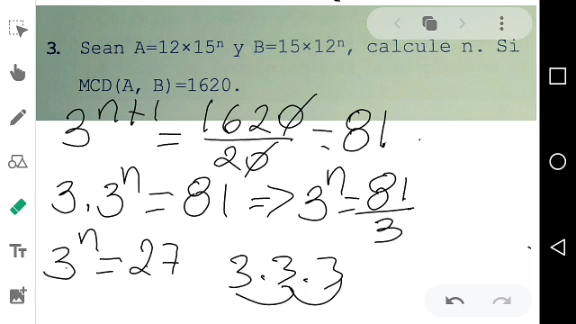 3. Sean A=12×15ⁿ y B=15×12ⁿ, calcule n. Si
MCD(A, B)=1620.
3ⁿ⁺¹ = 1620/20 = 81
3.3ⁿ = 81 => 3ⁿ = 81/3
3ⁿ = 27 3.3.3
Tт